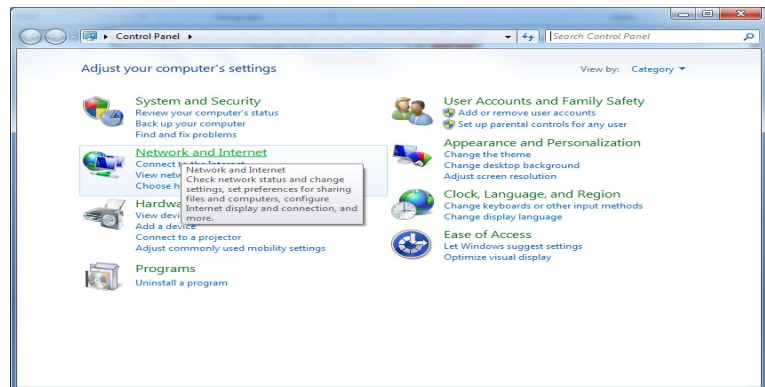 Control Panel
Search Control Panel
Adjust your computer's settings
View by: Category
System and Security
Review your computer's status
Back up your computer
Find and fix problems
Network and Internet
Connect to the Internet
View netw
Choose h
Network and Internet
Check network status and change
settings, set preferences for sharing
files and computers, configure
Internet display and connection, and
more.
Hardwa
View devi
Add a device
Connect to a projector
Adjust commonly used mobility settings
Programs
Uninstall a program
User Accounts and Family Safety
Add or remove user accounts
Set up parental controls for any user
Appearance and Personalization
Change the theme
Change desktop background
Adjust screen resolution
Clock, Language, and Region
Change keyboards or other input methods
Change display language
Ease of Access
Let Windows suggest settings
Optimize visual display